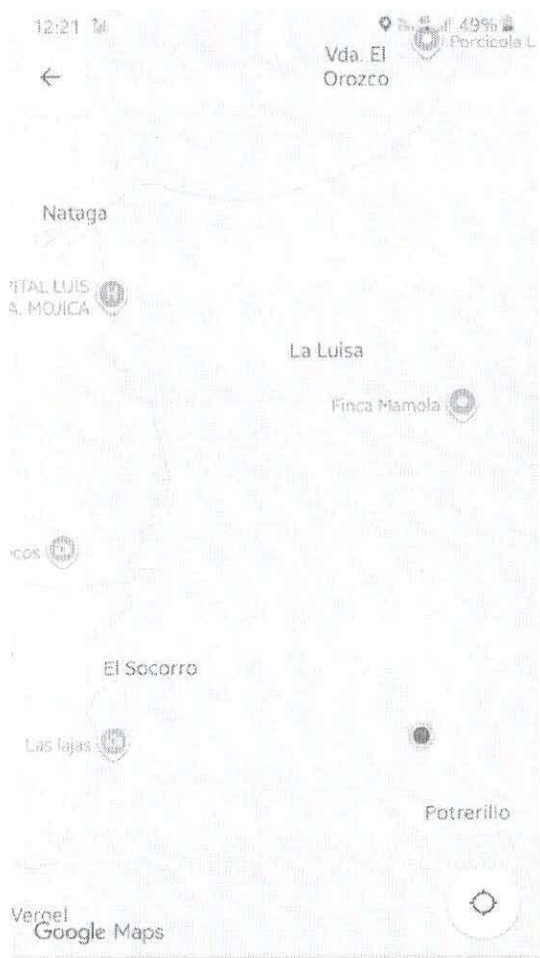 12:21
49%
Porcicola L
Vda. El
Orozco
Nataga
PITAL LUIS
A. MOJICA
La Luisa
Finca Mamola
cos
El Socorro
Las lajas
Potrerillo
Vergel
Google Maps